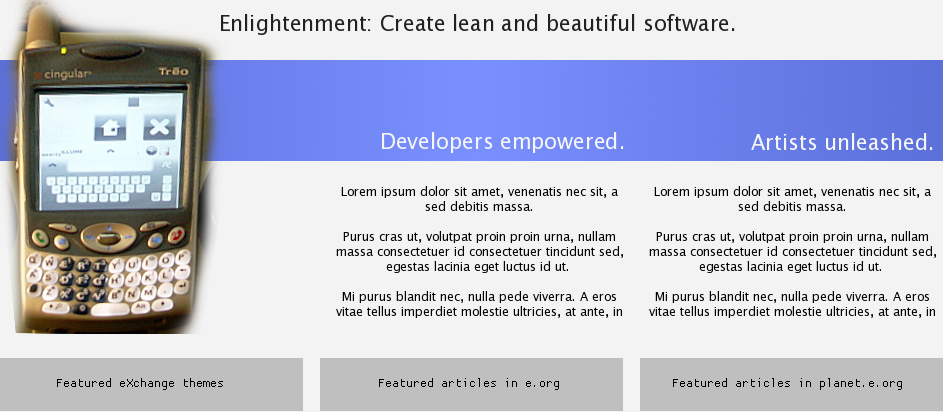 Enlightenment: Create lean and beautiful software.
cingular
Trēo
Developers empowered.
Artists unleashed.
ILLUME
Lorem ipsum dolor sit amet, venenatis nec sit, a
sed debitis massa.
Purus cras ut, volutpat proin proin urna, nullam
massa consectetuer id consectetuer tincidunt sed,
egestas lacinia eget luctus id ut.
Mi purus blandit nec, nulla pede viverra. A eros
vitae tellus imperdiet molestie ultricies, at ante, in
Lorem ipsum dolor sit amet, venenatis nec sit, a
sed debitis massa.
Purus cras ut, volutpat proin proin urna, nullam
massa consectetuer id consectetuer tincidunt sed,
egestas lacinia eget luctus id ut.
Mi purus blandit nec, nulla pede viverra. A eros
vitae tellus imperdiet molestie ultricies, at ante, in
Featured eXchange themes
Featured articles in e.org
Featured articles in planet.e.org